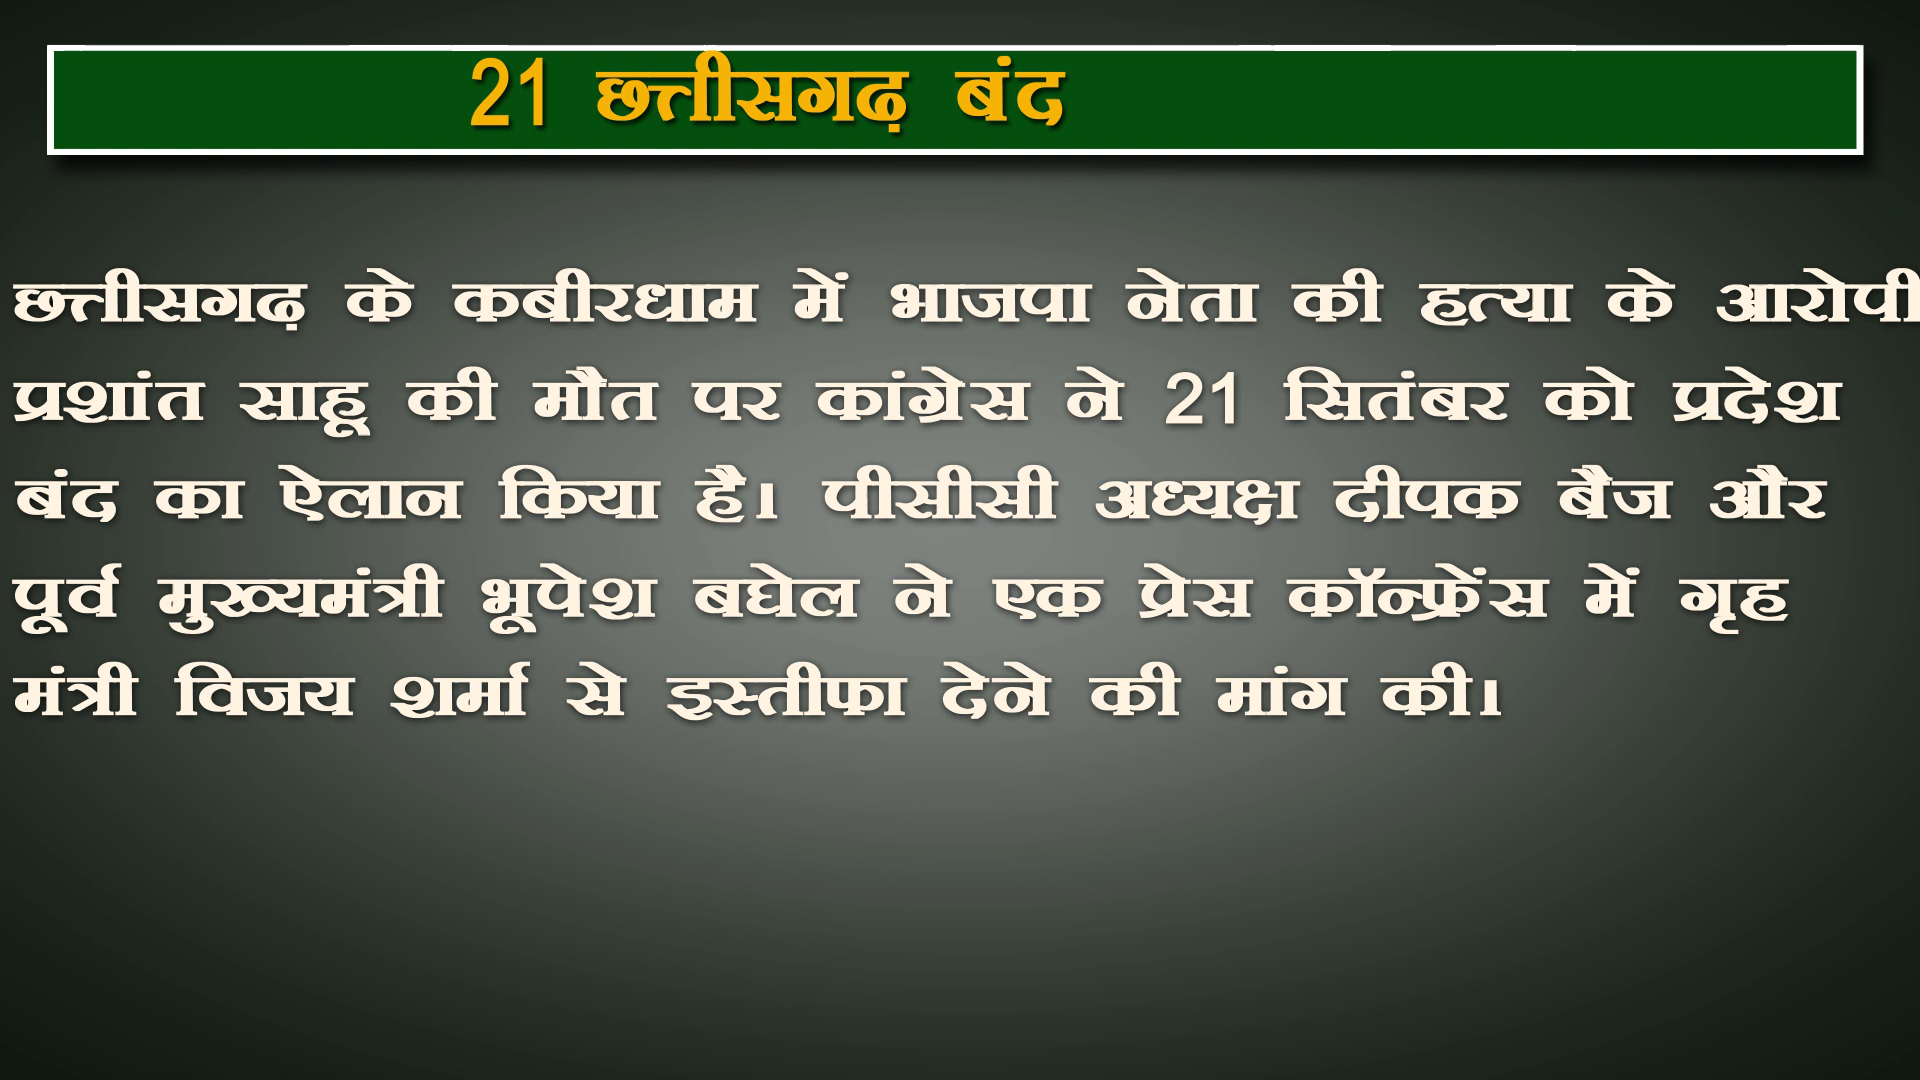 21 छत्तीसगढ़ बंद
छत्तीसगढ़ के कबीरधाम में भाजपा नेता की हत्या के आरोपी
प्रशांत साहू की मौत पर कांग्रेस ने 21 सितंबर को प्रदेश
बंद का ऐलान किया है। पीसीसी अध्यक्ष दीपक बैज और
पूर्व मुख्यमंत्री भूपेश बघेल ने एक प्रेस कॉन्फ्रेंस में गृह
मंत्री विजय शर्मा से इस्तीफा देने की मांग की।